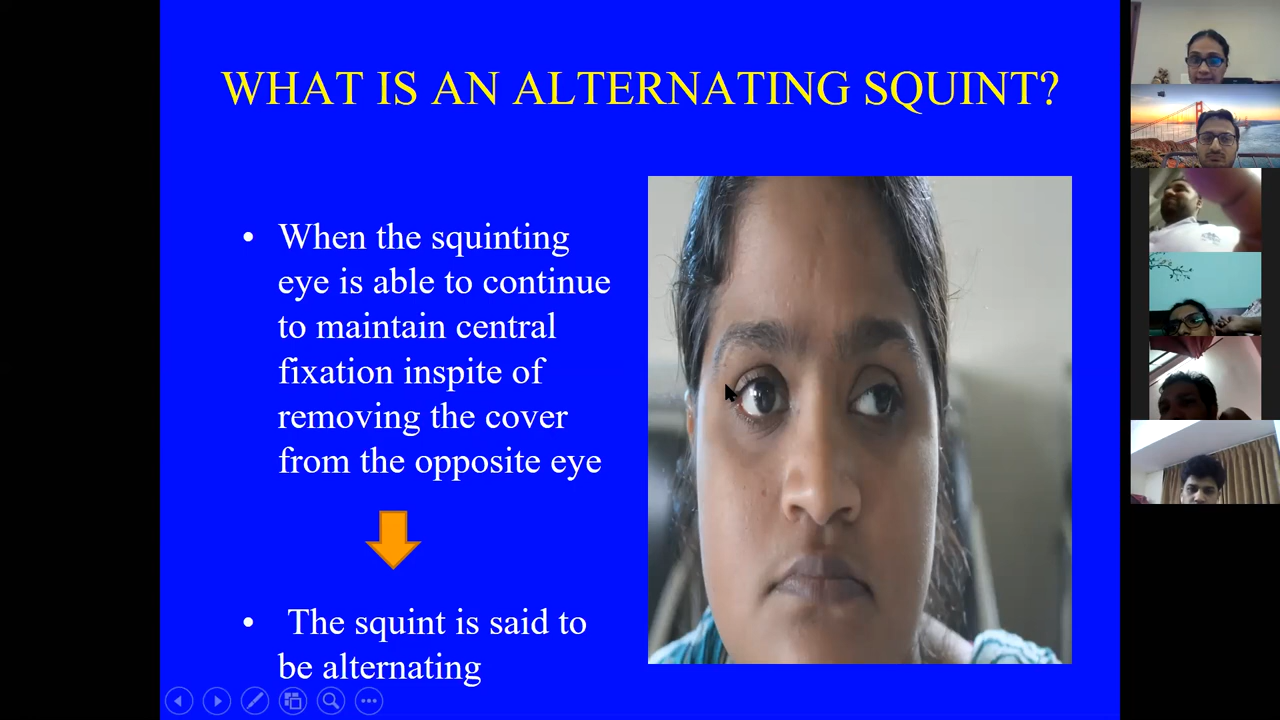 WHAT IS AN ALTERNATING SQUINT?
• When the squinting
eye is able to continue
to maintain central
fixation inspite of
removing the cover
from the opposite eye
• The squint is said to
be alternating